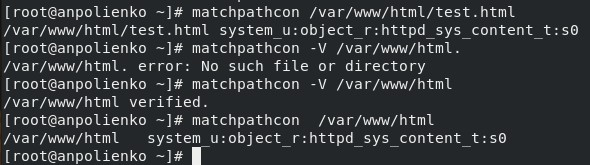 [root@anpolienko ~]# matchpathcon /var/www/html/test.html
/var/www/html/test.html system_u:object_r:httpd_sys_content_t:s0
[root@anpolienko ~]# matchpathcon -V /var/www/html.
/var/www/html. error: No such file or directory
[root@anpolienko ~]# matchpathcon -V /var/www/html
/var/www/html verified.
[root@anpolienko ~]# matchpathcon  /var/www/html
/var/www/html   system_u:object_r:httpd_sys_content_t:s0
[root@anpolienko ~]#